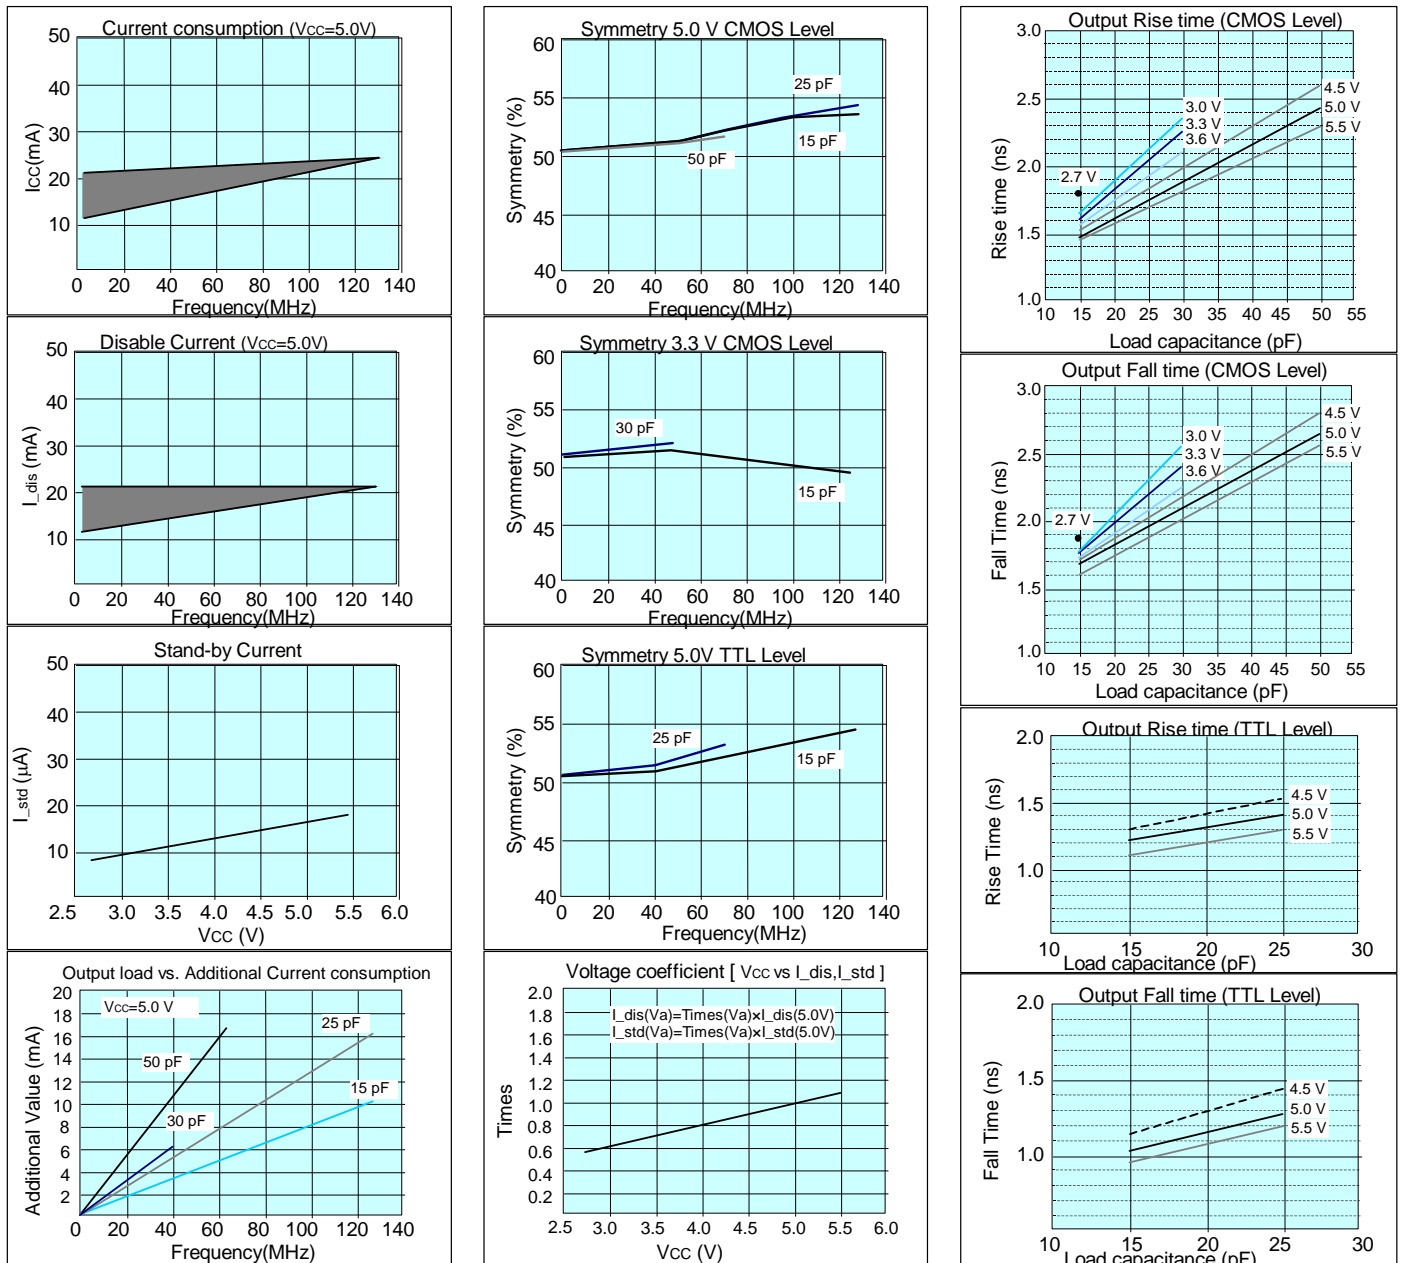 Current consumption (VCC=5.0V)
50
40
30
20
10
ICC(mA)
0 20 40 60 80 100 120 140
Frequency(MHz)
Disable Current (VCC=5.0V)
50
40
30
20
10
I_dis (mA)
0 20 40 60 80 100 120 140
Frequency(MHz)
Stand-by Current
50
40
30
20
10
I_std (µA)
2.5 3.0 3.5 4.0 4.5 5.0 5.5 6.0
VCC (V)
Output load vs. Additional Current consumption
20
18
16
14
12
10
8
6
4
2
Additional Value (mA)
VCC=5.0 V
25 pF
50 pF
15 pF
30 pF
0 20 40 60 80 100 120 140
Frequency(MHz)
Symmetry 5.0 V CMOS Level
60
55
50
45
40
Symmetry (%)
25 pF
15 pF
50 pF
0 20 40 60 80 100 120 140
Frequency(MHz)
Symmetry 3.3 V CMOS Level
60
55
50
45
40
Symmetry (%)
30 pF
15 pF
0 20 40 60 80 100 120 140
Frequency(MHz)
Symmetry 5.0V TTL Level
60
55
50
45
40
Symmetry (%)
25 pF
15 pF
0 20 40 60 80 100 120 140
Frequency(MHz)
Voltage coefficient [ VCC vs I_dis,I_std ]
2.0
1.8
1.6
1.4
1.2
1.0
0.8
0.6
0.4
0.2
Times
I_dis(Va)=Times(Va)×I_dis(5.0V)
I_std(Va)=Times(Va)×I_std(5.0V)
2.5 3.0 3.5 4.0 4.5 5.0 5.5 6.0
VCC (V)
Output Rise time (CMOS Level)
3.0
2.5
2.0
1.5
1.0
Rise time (ns)
4.5 V
3.0 V
5.0 V
3.3 V
5.5 V
3.6 V
2.7 V
10 15 20 25 30 35 40 45 50 55
Load capacitance (pF)
Output Fall time (CMOS Level)
3.0
2.5
2.0
1.5
1.0
Fall Time (ns)
4.5 V
3.0 V
5.0 V
3.3 V
5.5 V
3.6 V
2.7 V
10 15 20 25 30 35 40 45 50 55
Load capacitance (pF)
Output Rise time (TTL Level)
2.0
1.5
1.0
Rise Time (ns)
4.5 V
5.0 V
5.5 V
10 15 20 25 30
Load capacitance (pF)
Output Fall time (TTL Level)
2.0
1.5
1.0
Fall Time (ns)
4.5 V
5.0 V
5.5 V
10 15 20 25 30
Load capacitance (pF)